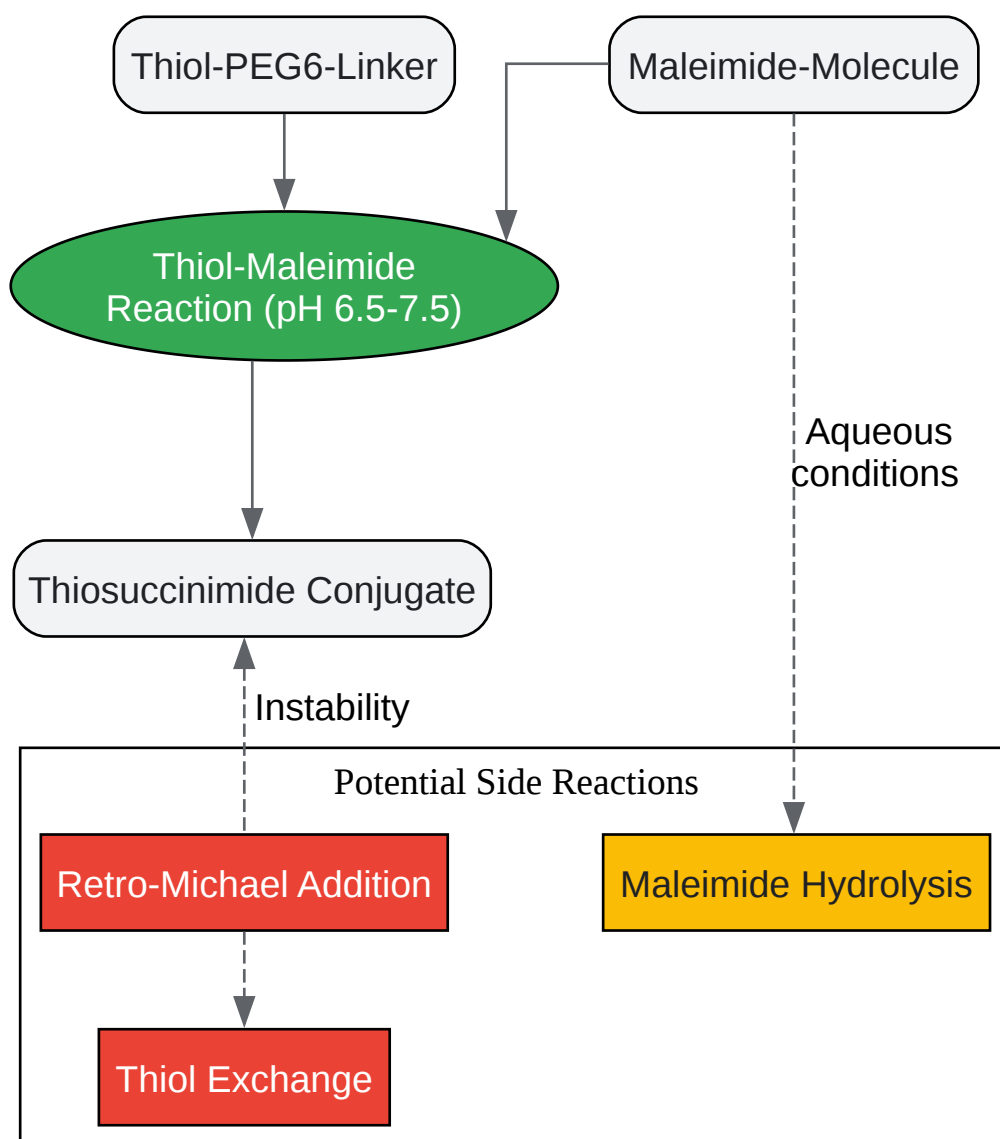 Thiol-PEG6-Linker
Maleimide-Molecule
Thiol-Maleimide
Reaction (pH 6.5-7.5)
Aqueous
conditions
Thiosuccinimide Conjugate
Instability
Potential Side Reactions
Retro-Michael Addition
Maleimide Hydrolysis
Thiol Exchange